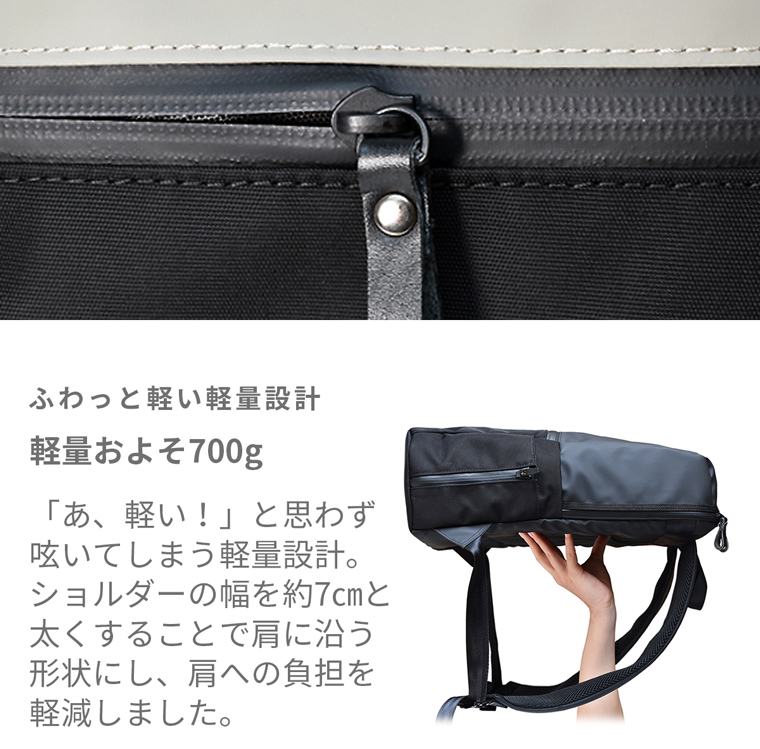 ふわっと軽い軽量設計
軽量およそ700g
「あ、軽い！」と思わず
呟いてしまう軽量設計。
ショルダーの幅を約7㎝と
太くすることで肩に沿う
形状にし、肩への負担を
軽減しました。